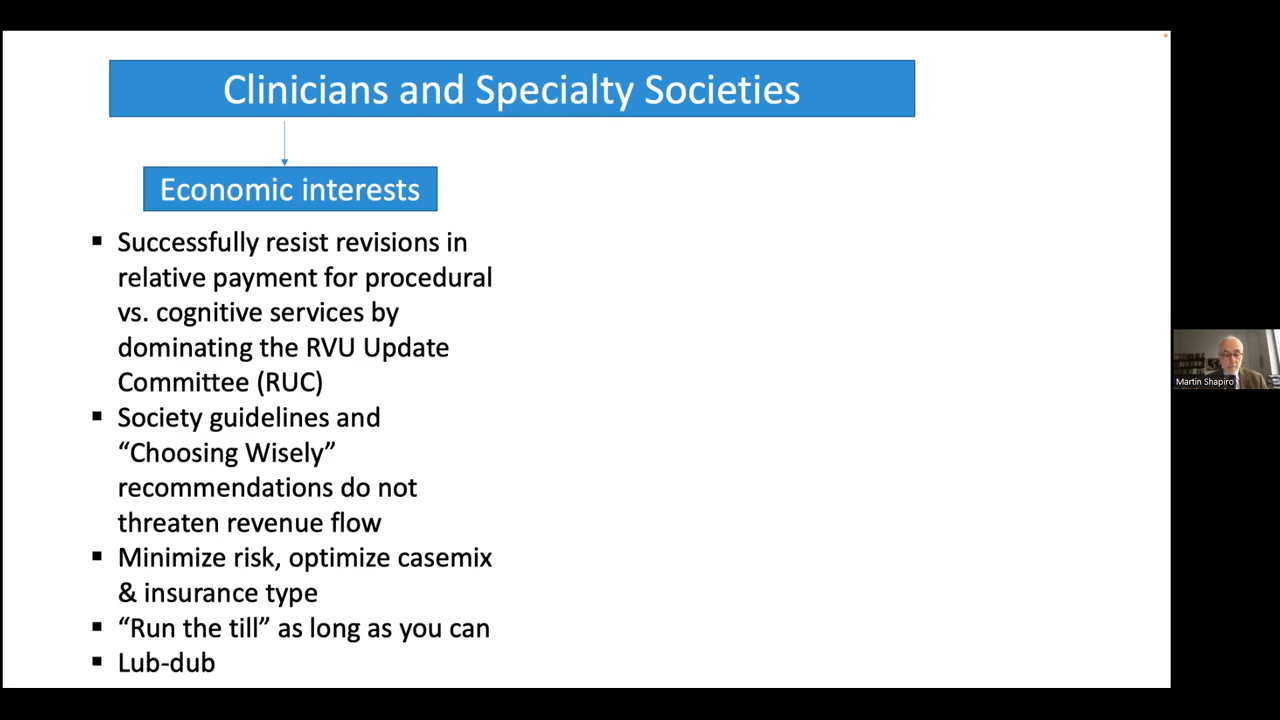 Clinicians and Specialty Societies
Economic interests
▪ Successfully resist revisions in
relative payment for procedural
vs. cognitive services by
dominating the RVU Update
Committee (RUC)
▪ Society guidelines and
“Choosing Wisely”
recommendations do not
threaten revenue flow
▪ Minimize risk, optimize casemix
& insurance type
▪ “Run the till” as long as you can
▪ Lub-dub
Martin Shapiro